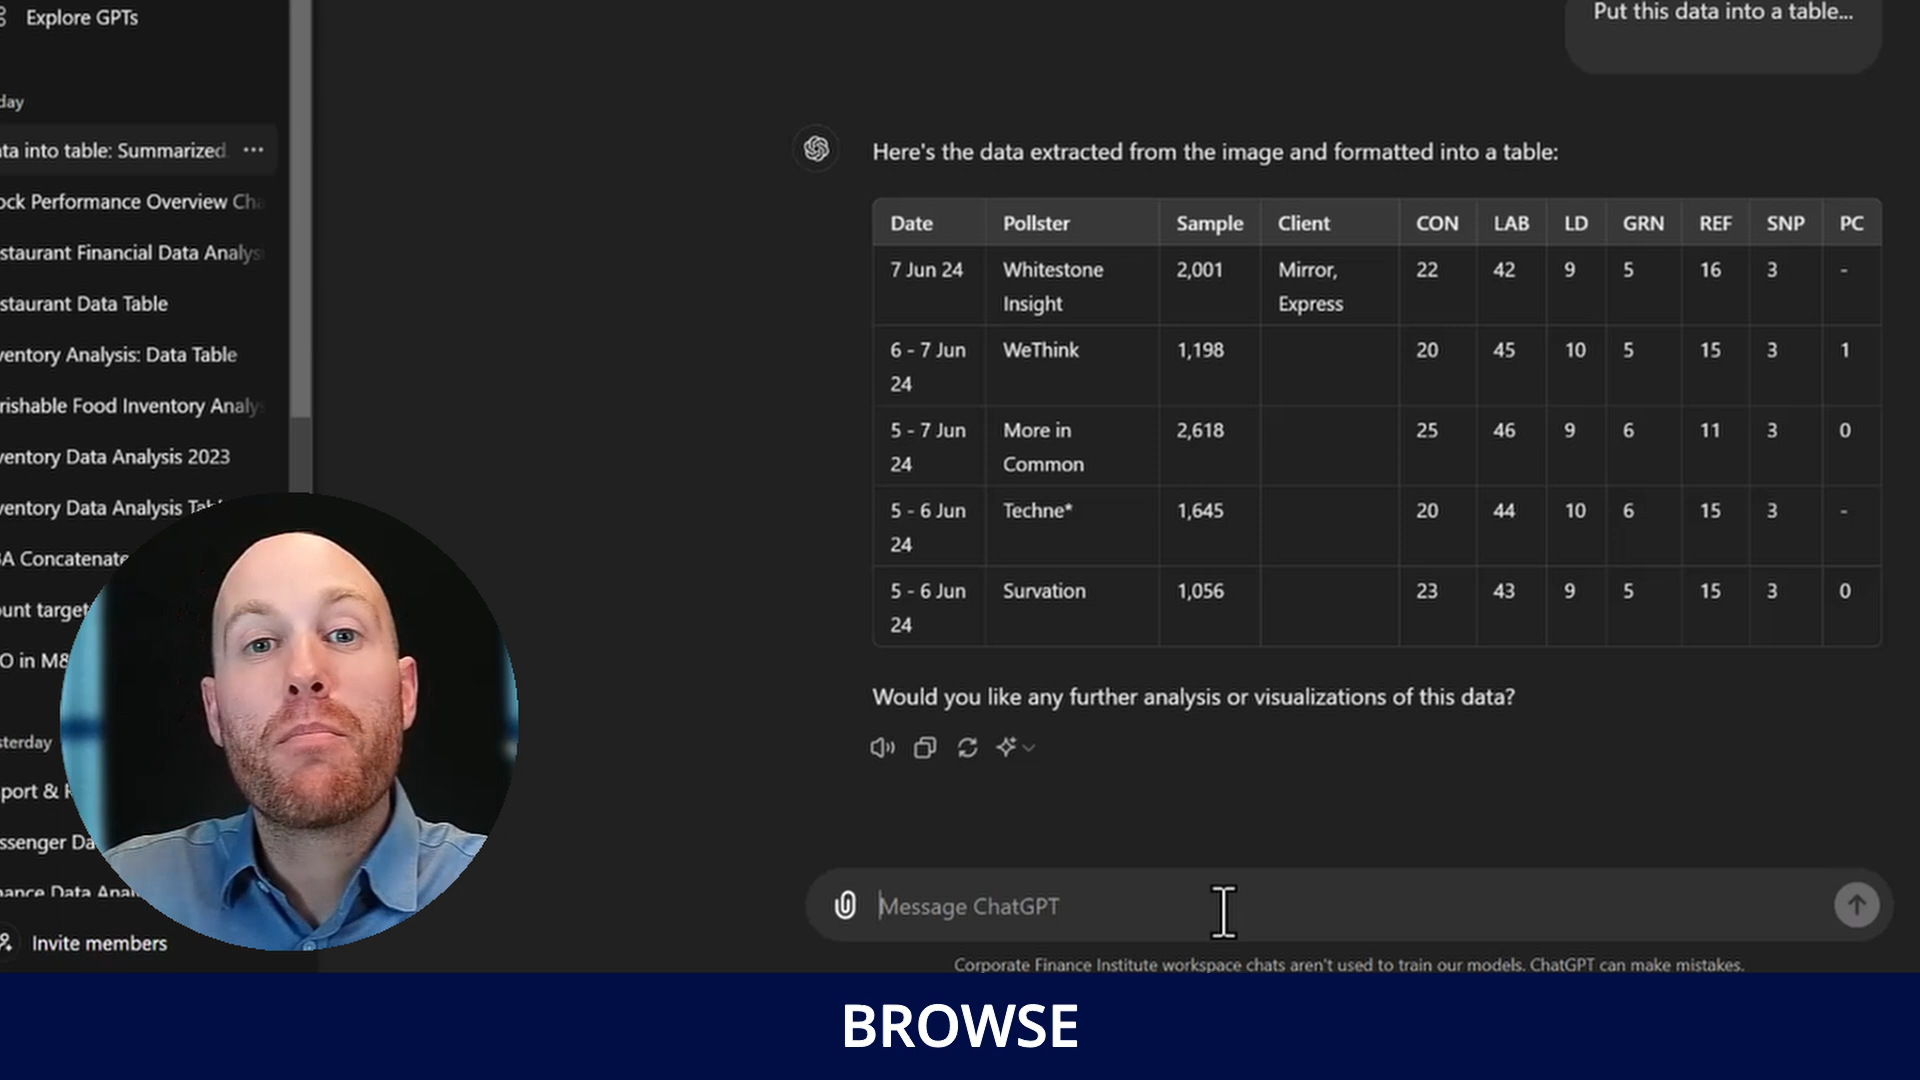 Explore GPTs
day
ta into table: Summarized
ock Performance Overview Cha
staurant Financial Data Analys
staurant Data Table
ventory Analysis: Data Table
rishable Food Inventory Analy
ventory Data Analysis 2023
ventory Data Analysis Tab
A Concatenate
unt target
O in M&
sterday
port &
ssenger Da
nance Data Anal
Invite members
Put this data into a table...
Here's the data extracted from the image and formatted into a table:
Date Pollster Sample Client CON LAB LD GRN REF SNP PC
7 Jun 24 Whitestone 2,001 Mirror, 22 42 9 5 16 3 -
Insight Express
6 - 7 Jun WeThink 1,198 20 45 10 5 15 3 1
24
5 - 7 Jun More in 2,618 25 46 9 6 11 3 0
24 Common
5 - 6 Jun Techne* 1,645 20 44 10 6 15 3 -
24
5 - 6 Jun Survation 1,056 23 43 9 5 15 3 0
24
Would you like any further analysis or visualizations of this data?
Message ChatGPT
Corporate Finance Institute workspace chats aren't used to train our models. ChatGPT can make mistakes.
BROWSE